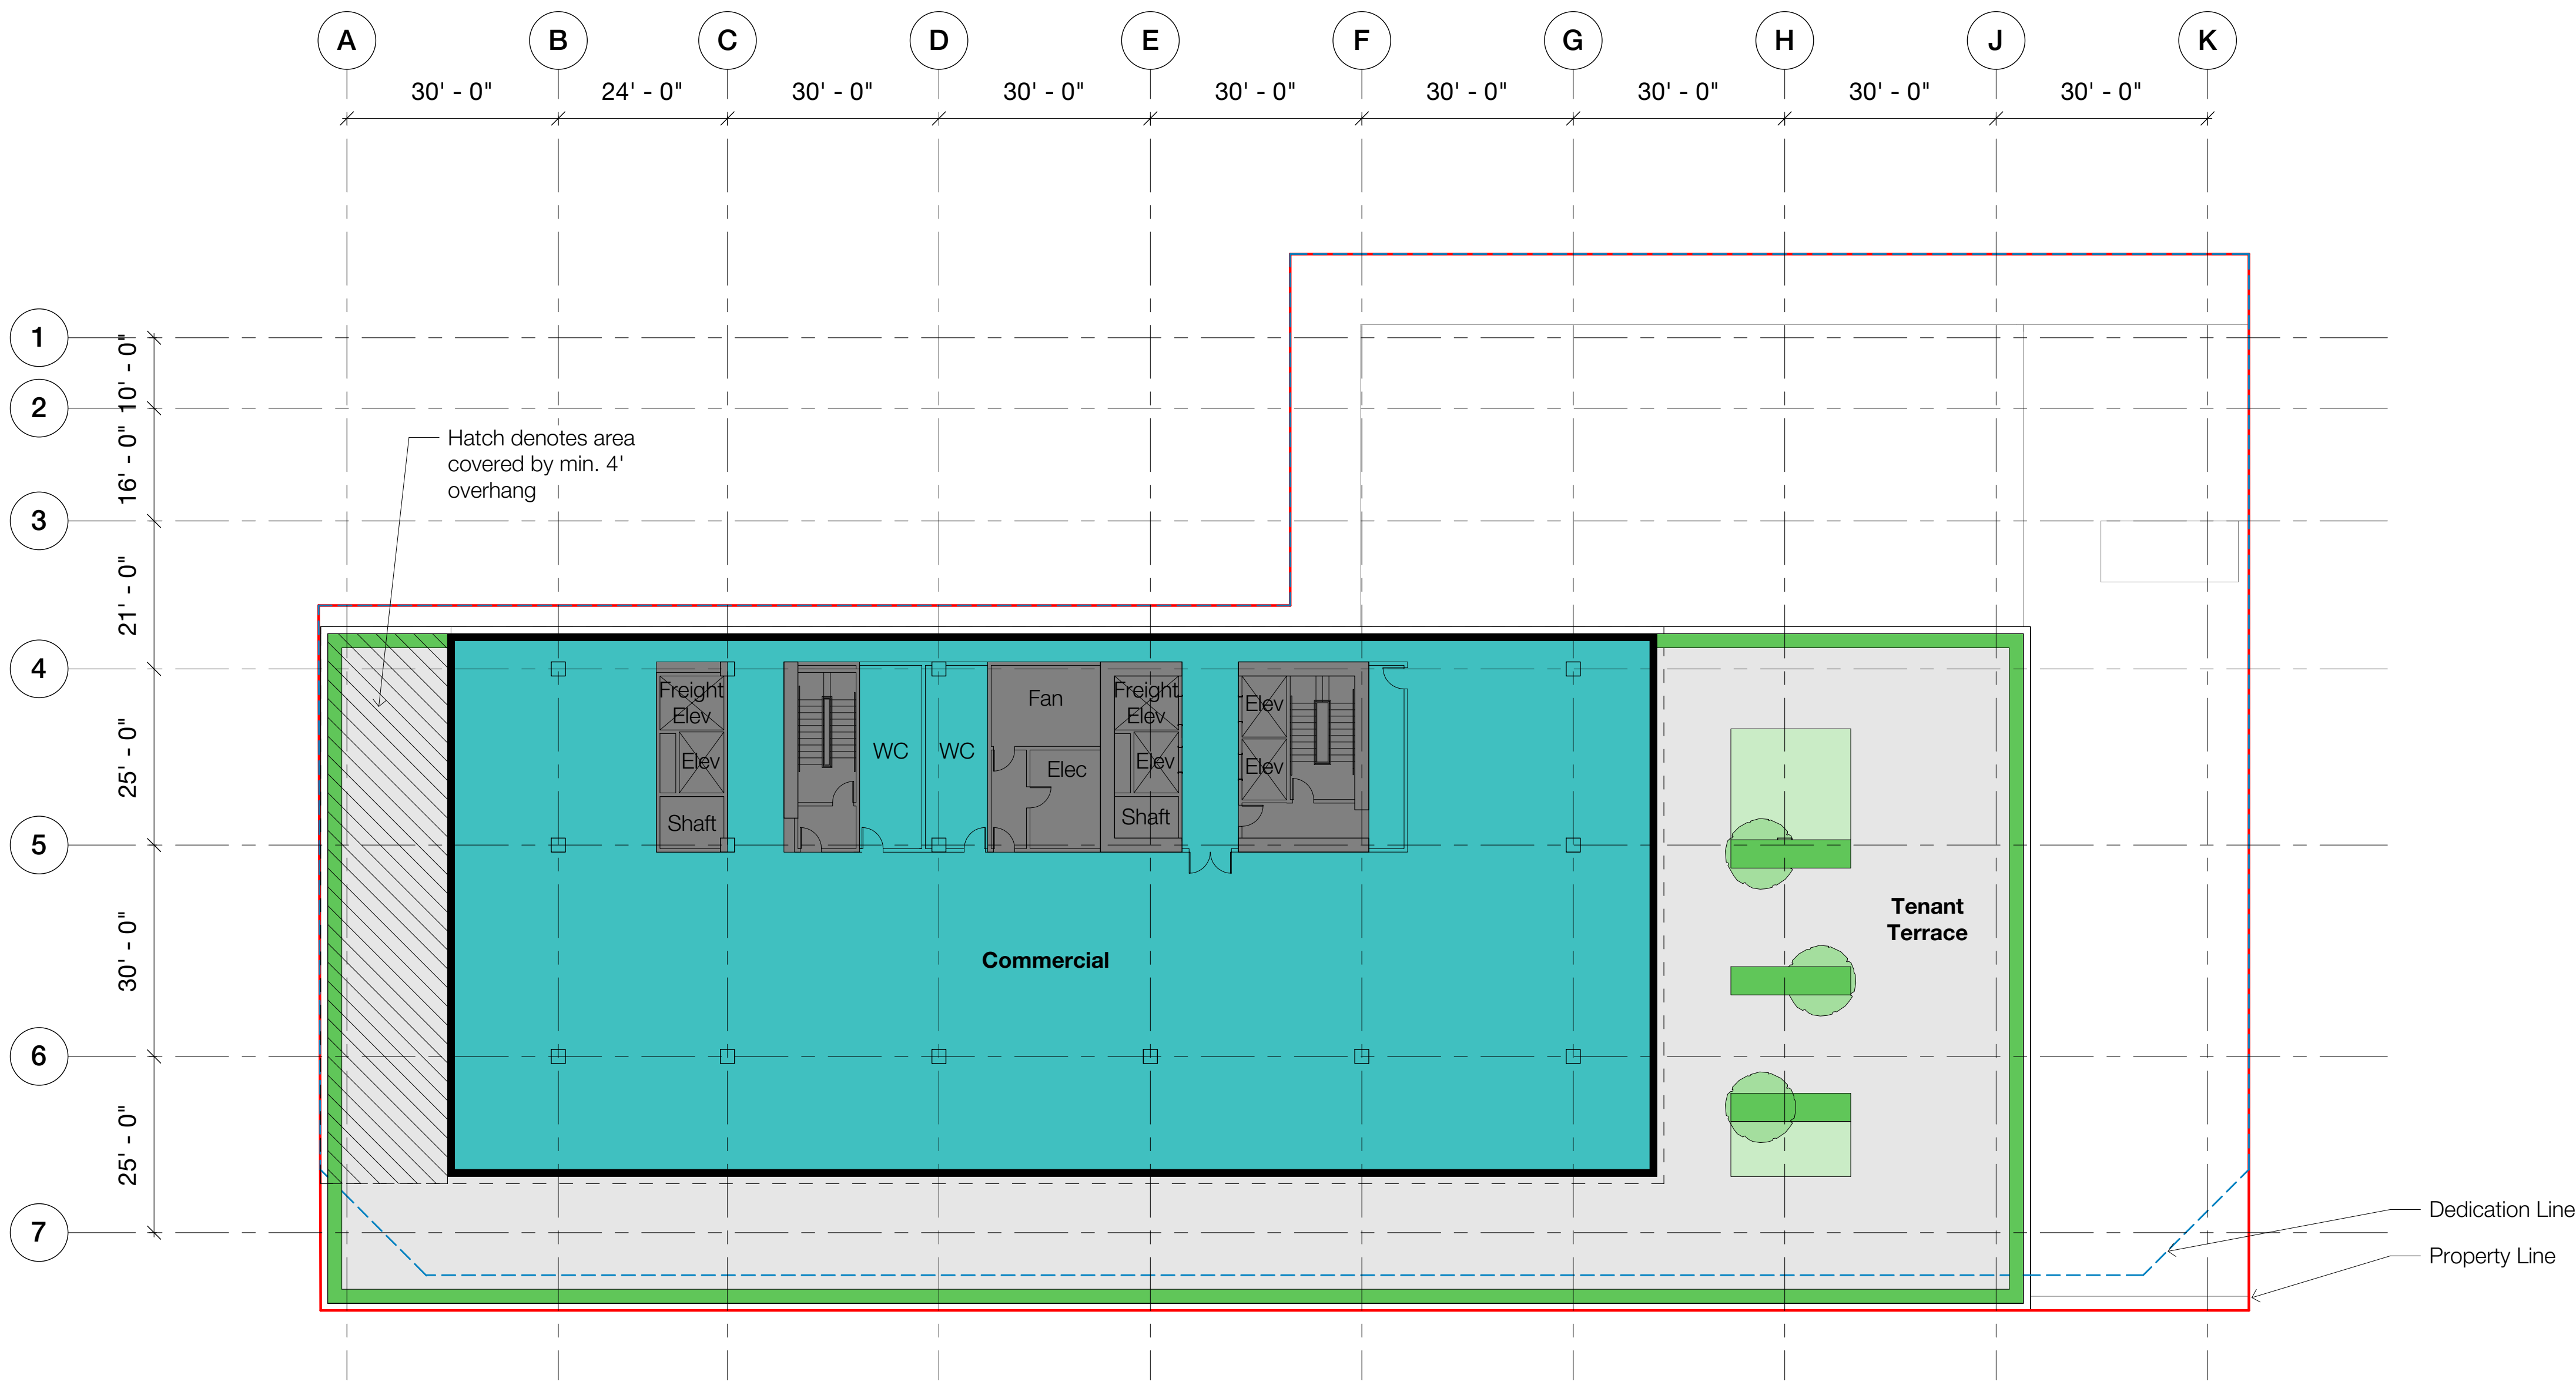 A B C D E F G H J K
30' - 0" 24' - 0" 30' - 0" 30' - 0" 30' - 0" 30' - 0" 30' - 0" 30' - 0" 30' - 0"
1
10' - 0"
2
16' - 0"
3
21' - 0"
4
25' - 0"
5
30' - 0"
6
25' - 0"
7
Hatch denotes area
covered by min. 4'
overhang
Freight
Elev
Elev
Shaft
WC
WC
Fan
Elec
Freight
Elev
Elev
Shaft
Elev
Elev
Commercial
Tenant
Terrace
Dedication Line
Property Line